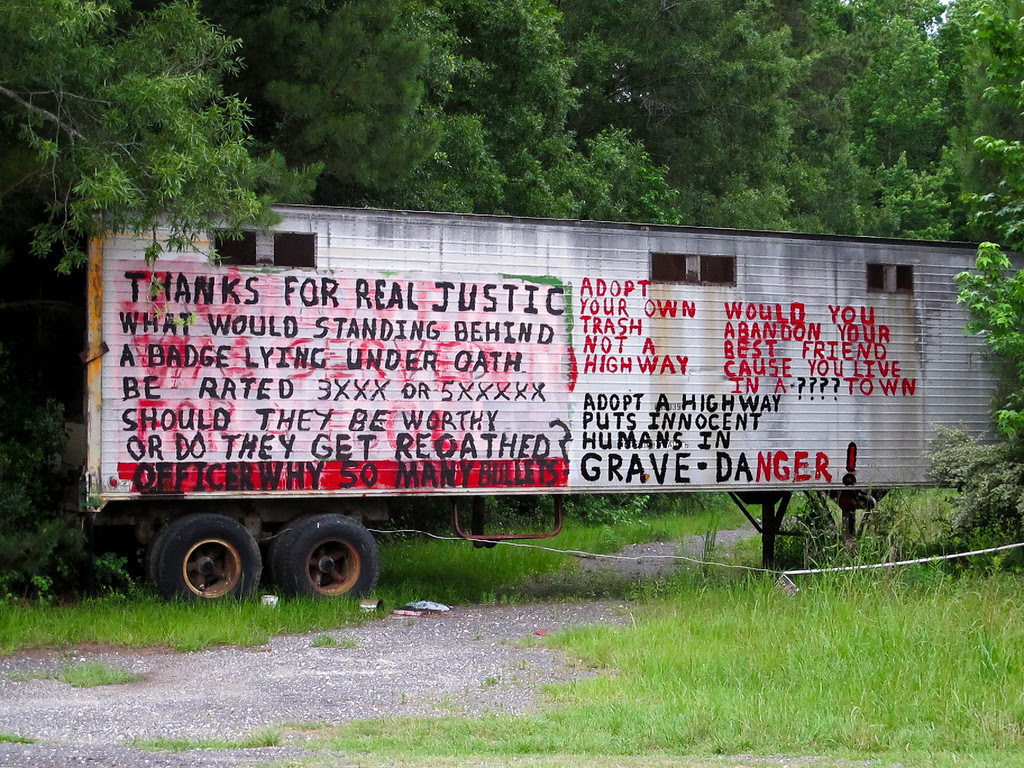 THANKS FOR REAL JUSTIC
WHAT WOULD STANDING BEHIND
A BADGE LYING UNDER OATH
BE RATED 3XXX OR 5XXXXX
SHOULD THEY BE WORTHY
OR DO THEY GET REOATHED
OFFICER WHY SO MANY BULLETS!
ADOPT
YOUR OWN
TRASH
NOT A
HIGHWAY
WOULD YOU
ABANDON YOUR
BEST FRIEND
CAUSE YOU LIVE
IN A ???? TOWN
ADOPT A HIGHWAY
PUTS INNOCENT
HUMANS IN
GRAVE-DANGER!